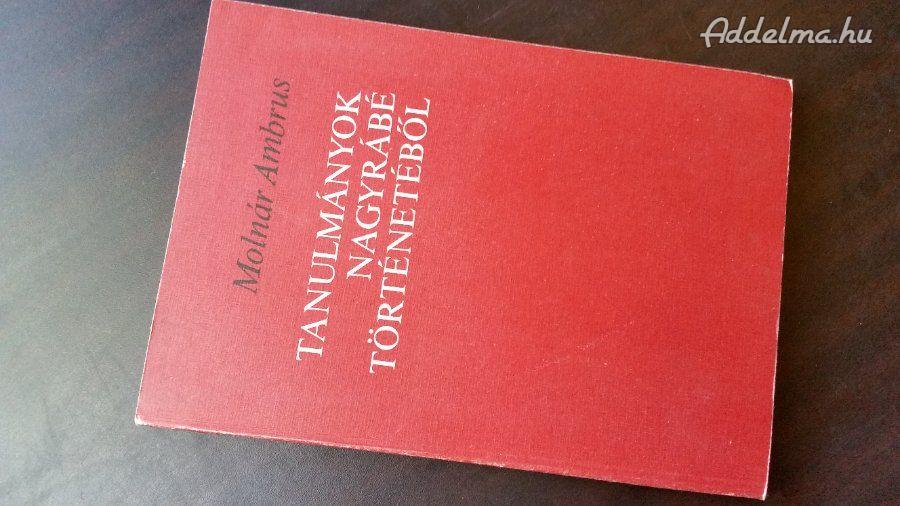 Addelma.hu
Molnár Ambrus
TANULMÁNYOK
NAGYRÁBÉ
TÖRTÉNETÉBŐL